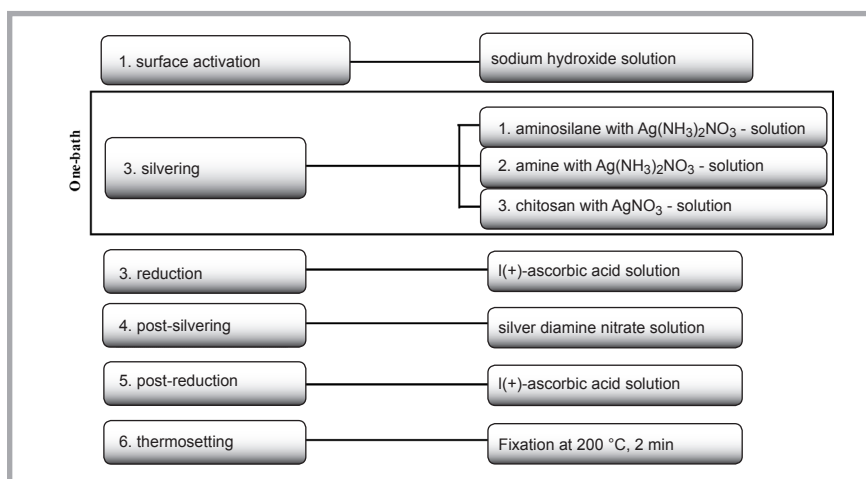 1. surface activation
sodium hydroxide solution
One-bath
3. silvering
1. aminosilane with Ag(NH3)2NO3 - solution
2. amine with Ag(NH3)2NO3 - solution
3. chitosan with AgNO3 - solution
3. reduction
l(+)-ascorbic acid solution
4. post-silvering
silver diamine nitrate solution
5. post-reduction
l(+)-ascorbic acid solution
6. thermosetting
Fixation at 200 °C, 2 min